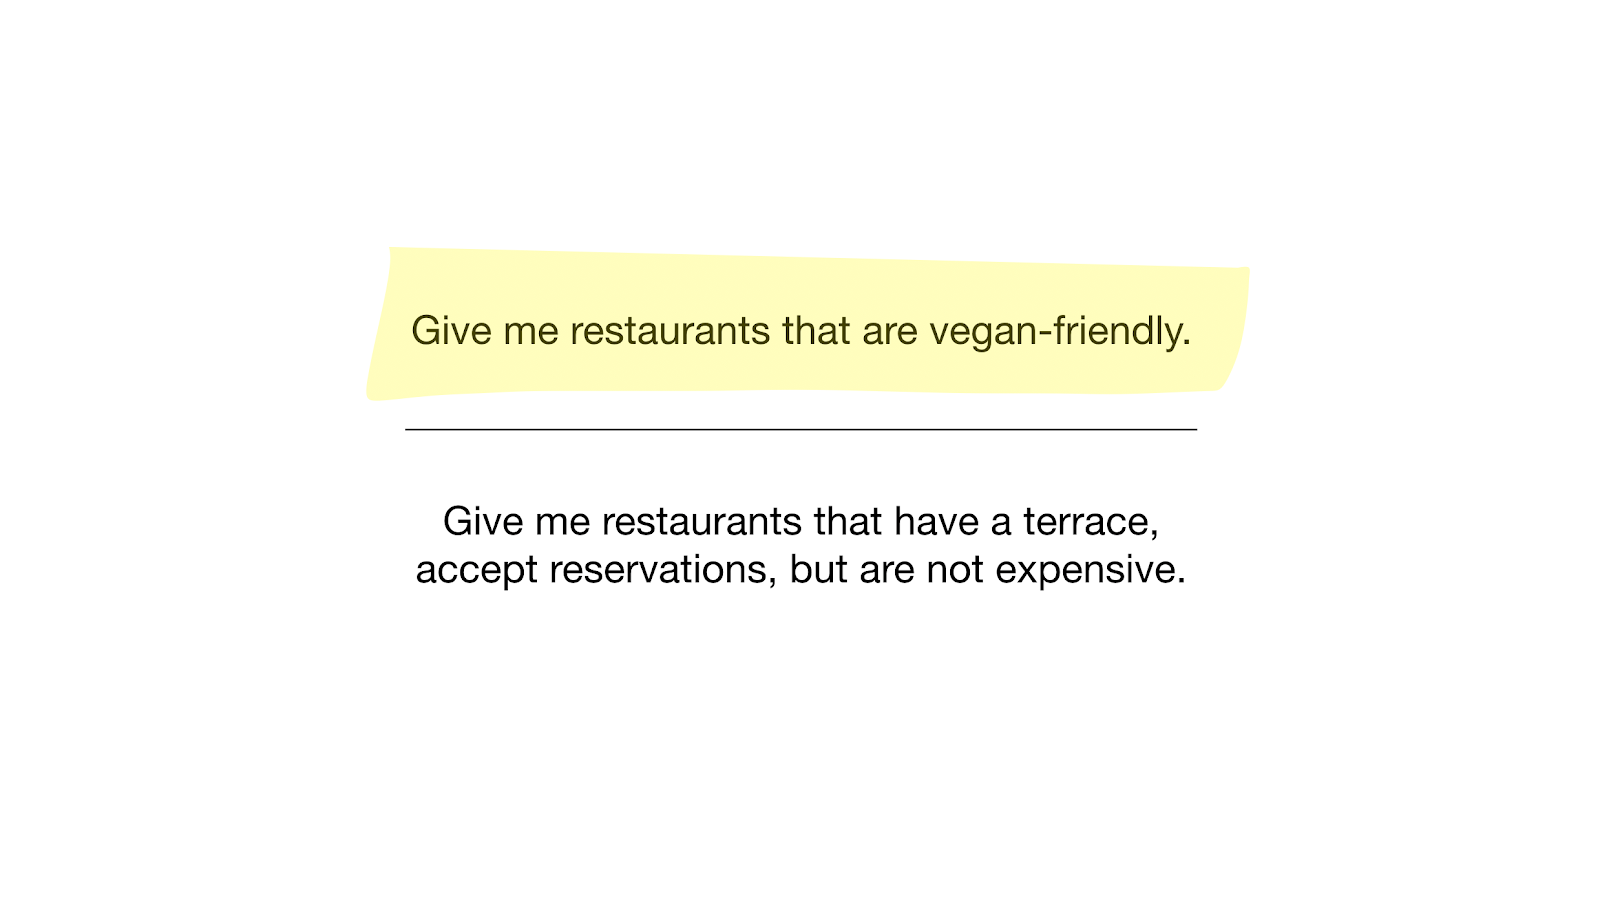 Give me restaurants that are vegan-friendly.
Give me restaurants that have a terrace,
accept reservations, but are not expensive.